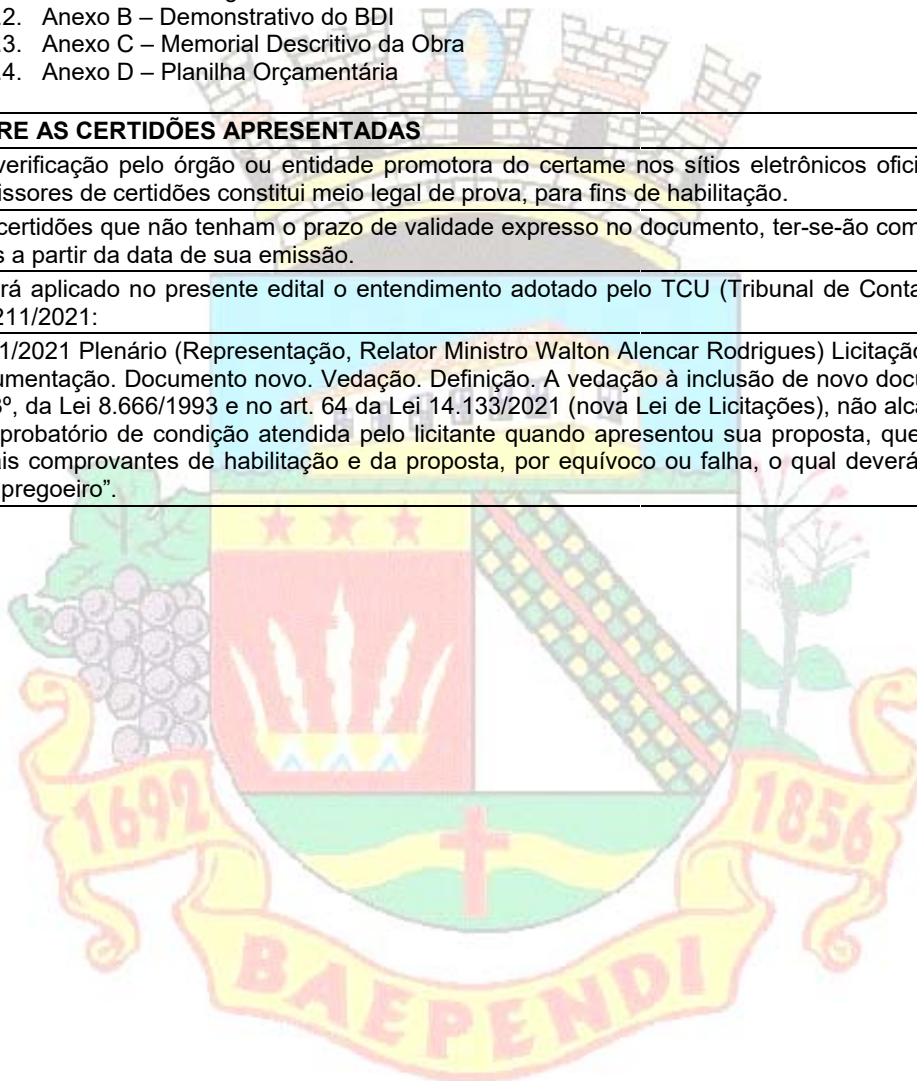 .2. Anexo B – Demonstrativo do BDI
.3. Anexo C – Memorial Descritivo da Obra
.4. Anexo D – Planilha Orçamentária
RE AS CERTIDÕES APRESENTADAS
verificação pelo órgão ou entidade promotora do certame nos sítios eletrônicos ofici
issores de certidões constitui meio legal de prova, para fins de habilitação.
certidões que não tenham o prazo de validade expresso no documento, ter-se-ão com
s a partir da data de sua emissão.
rá aplicado no presente edital o entendimento adotado pelo TCU (Tribunal de Conta
211/2021:
1/2021 Plenário (Representação, Relator Ministro Walton Alencar Rodrigues) Licitaçã
umentação. Documento novo. Vedação. Definição. A vedação à inclusão de novo docu
3º, da Lei 8.666/1993 e no art. 64 da Lei 14.133/2021 (nova Lei de Licitações), não alca
probatório de condição atendida pelo licitante quando apresentou sua proposta, que
ais comprovantes de habilitação e da proposta, por equívoco ou falha, o qual deverá
pregoeiro”.
1692
1856
BAEPENDI